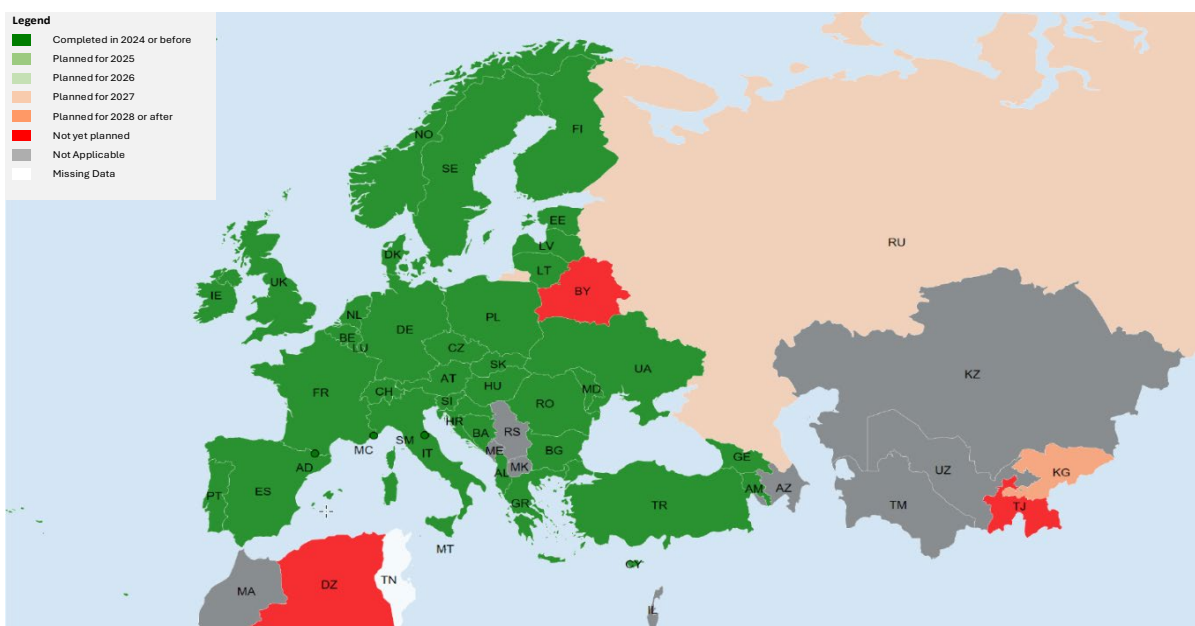 Legend
Completed in 2024 or before
Planned for 2025
Planned for 2026
Planned for 2027
Planned for 2028 or after
Not yet planned
Not Applicable
Missing Data
NO
FI
SE
EE
RU
LV
DK
LT
UK
BY
IE
NL
PL
DE
BE
LU
CZ
SK
UA
KZ
AT
HU
MD
FR
CH
SI
RO
HR
BA
RS
SM
MC
IT
ME
BG
MK
GE
AD
AL
UZ
KG
ES
PT
GR
TR
AM
AZ
TM
TJ
MT
CY
TN
DZ
MA
IL